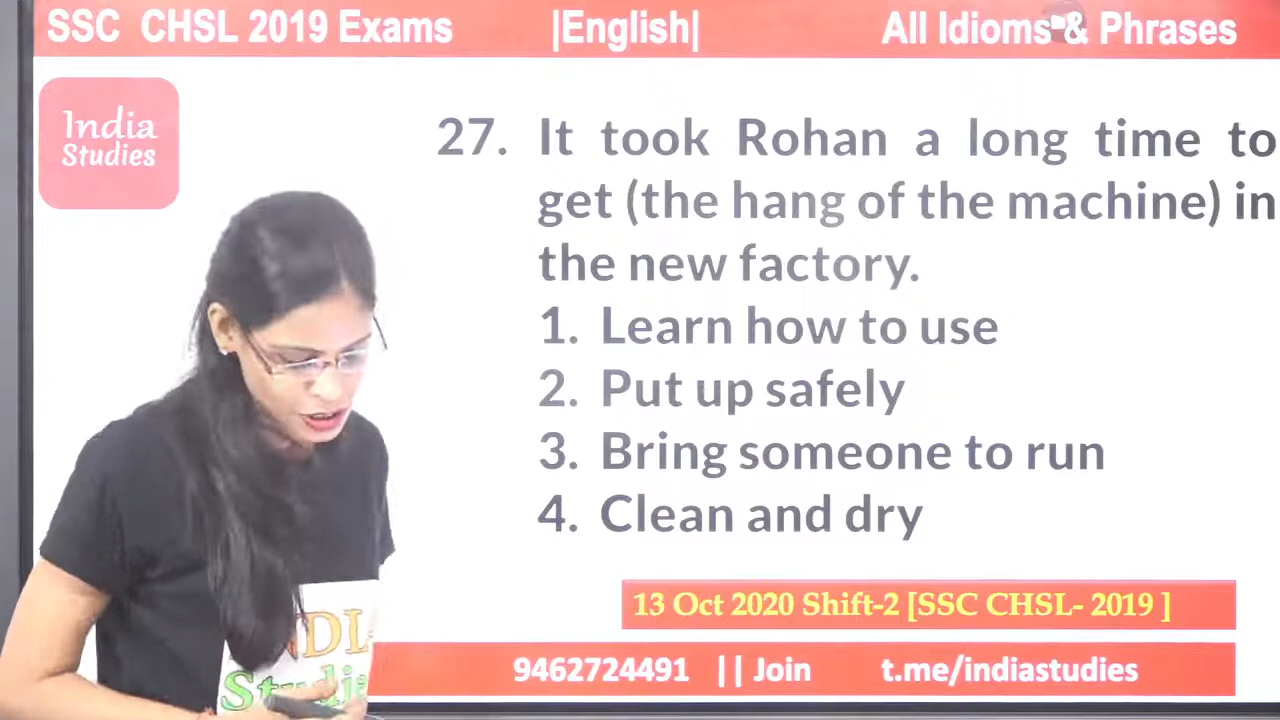 SSC CHSL 2019 Exams |English| All Idioms & Phrases
India
Studies
27. It took Rohan a long time to
get (the hang of the machine) in
the new factory.
1. Learn how to use
2. Put up safely
3. Bring someone to run
4. Clean and dry
13 Oct 2020 Shift-2 [SSC CHSL- 2019 ]
9462724491 || Join t.me/indiastudies